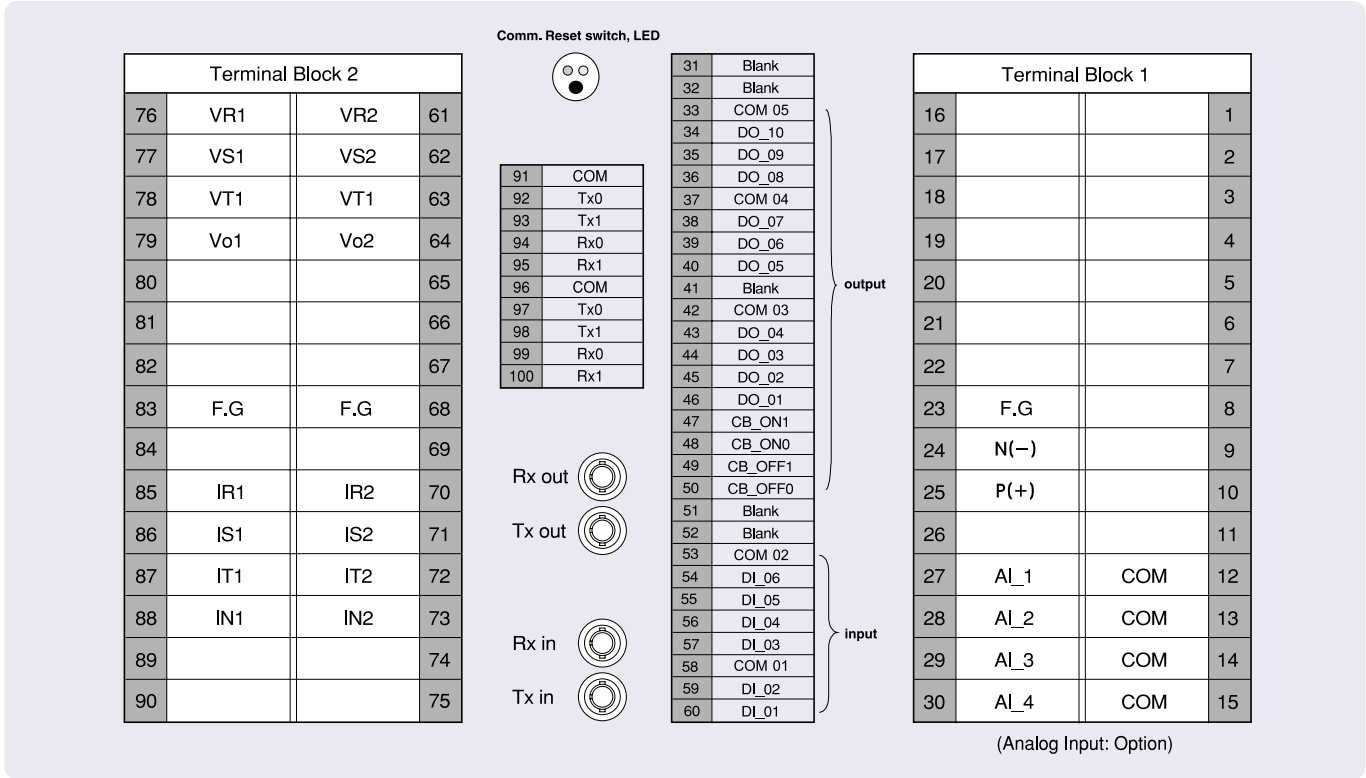 Comm. Reset switch, LED
Terminal Block 2
76 VR1 VR2 61
77 VS1 VS2 62
78 VT1 VT1 63
79 Vo1 Vo2 64
80 65
81 66
82 67
83 F.G F.G 68
84 69
85 IR1 IR2 70
86 IS1 IS2 71
87 IT1 IT2 72
88 IN1 IN2 73
89 74
90 75
91 COM
92 Tx0
93 Tx1
94 Rx0
95 Rx1
96 COM
97 Tx0
98 Tx1
99 Rx0
100 Rx1
Rx out
Tx out
Rx in
Tx in
31 Blank
32 Blank
33 COM 05
34 DO_10
35 DO_09
36 DO_08
37 COM 04
38 DO_07
39 DO_06
40 DO_05
41 Blank
42 COM 03
43 DO_04
44 DO_03
45 DO_02
46 DO_01
47 CB_ON1
48 CB_ON0
49 CB_OFF1
50 CB_OFF0
51 Blank
52 Blank
53 COM 02
54 DI_06
55 DI_05
56 DI_04
57 DI_03
58 COM 01
59 DI_02
60 DI_01
output
input
Terminal Block 1
16 1
17 2
18 3
19 4
20 5
21 6
22 7
23 F.G 8
24 N(−) 9
25 P(+) 10
26 11
27 AI_1 COM 12
28 AI_2 COM 13
29 AI_3 COM 14
30 AI_4 COM 15
(Analog Input: Option)